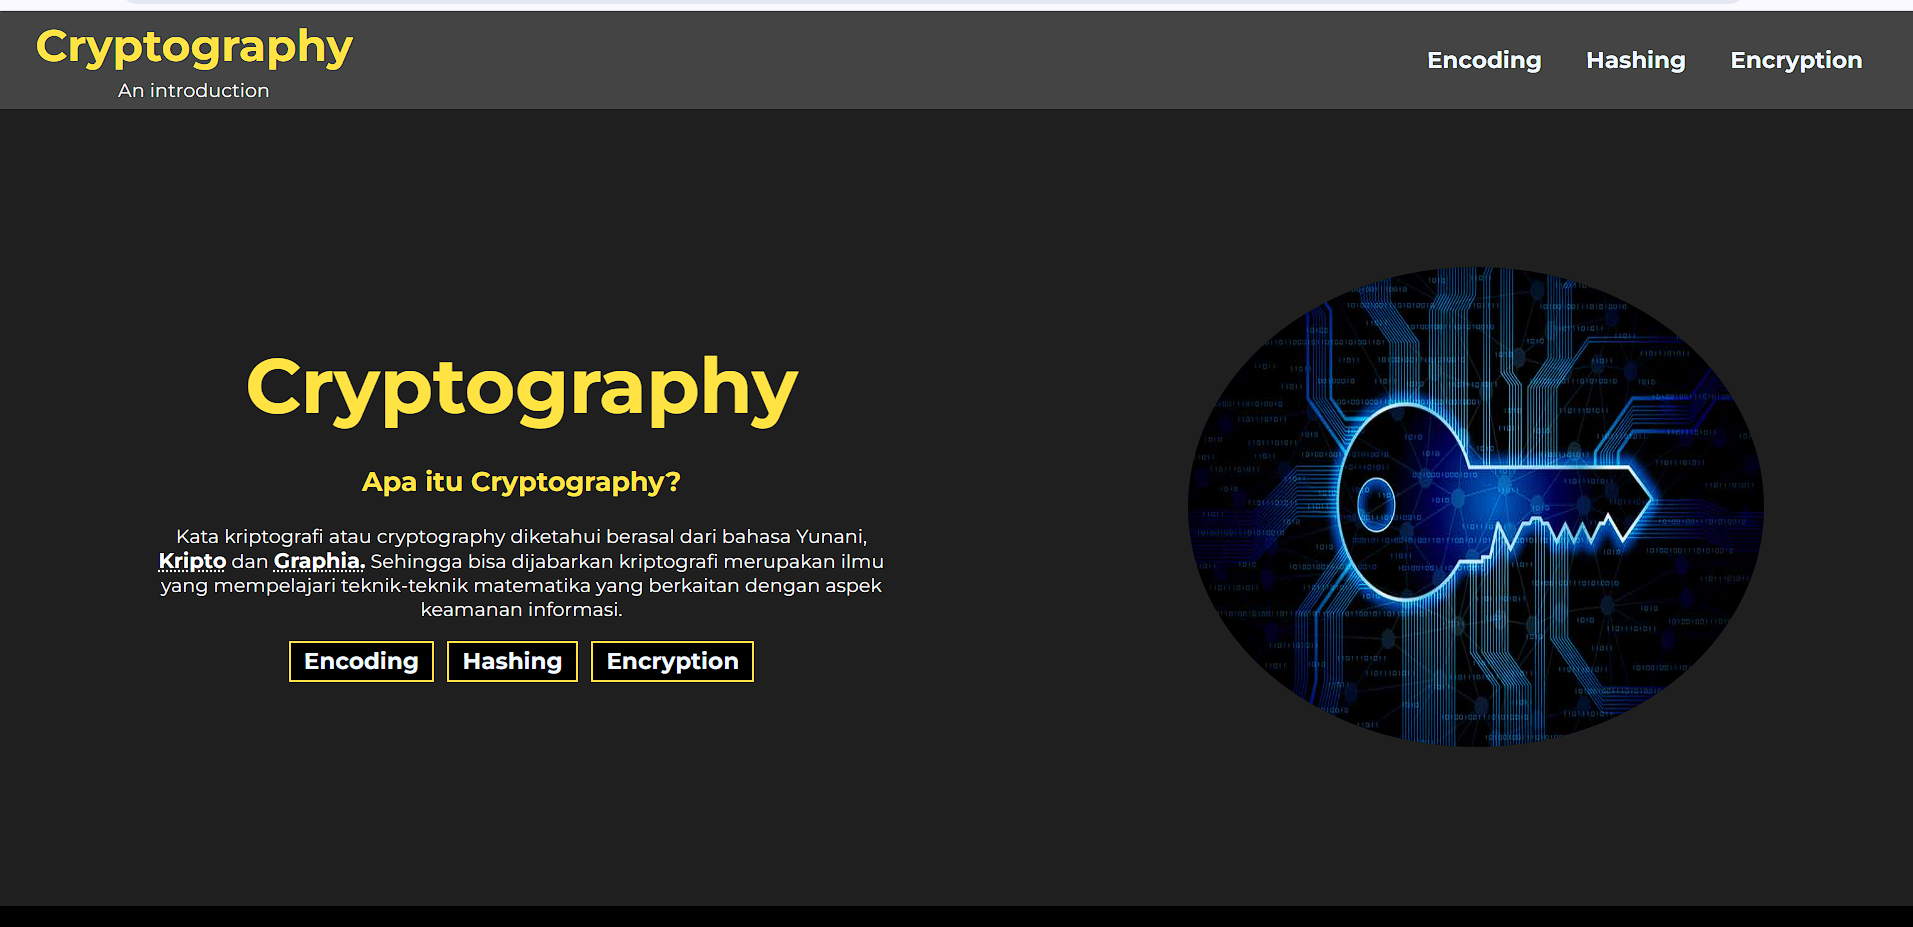 Cryptography
An introduction
Encoding Hashing Encryption
Cryptography
Apa itu Cryptography?
Kata kriptografi atau cryptography diketahui berasal dari bahasa Yunani,
Kripto dan Graphia. Sehingga bisa dijabarkan kriptografi merupakan ilmu
yang mempelajari teknik-teknik matematika yang berkaitan dengan aspek
keamanan informasi.
Encoding Hashing Encryption